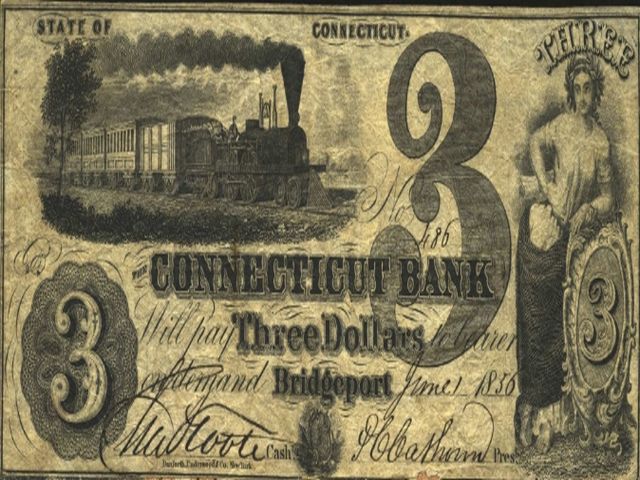 STATE OF CONNECTICUT.
THREE
3
No 486
THE CONNECTICUT BANK
Will pay Three Dollars to bearer
3
3
on demand Bridgeport June 1
Cash
Pres